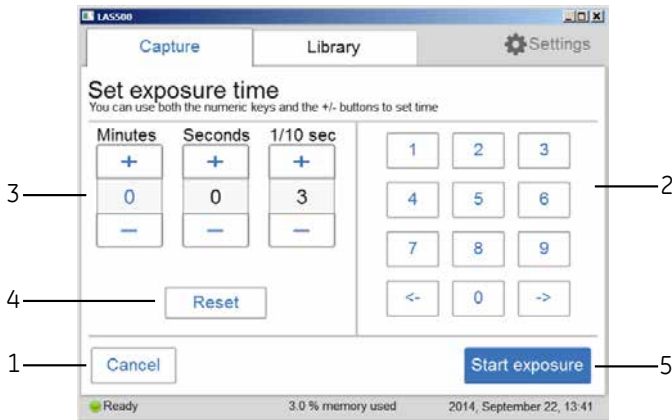 LAS500
Capture Library Settings
Set exposure time
You can use both the numeric keys and the +/- buttons to set time
Minutes Seconds 1/10 sec
+ + +
0 0 3
– – –
Reset
1 2 3
4 5 6
7 8 9
<- 0 ->
Cancel
Start exposure
Ready 3.0 % memory used 2014, September 22, 13:41
3
4
1
2
5